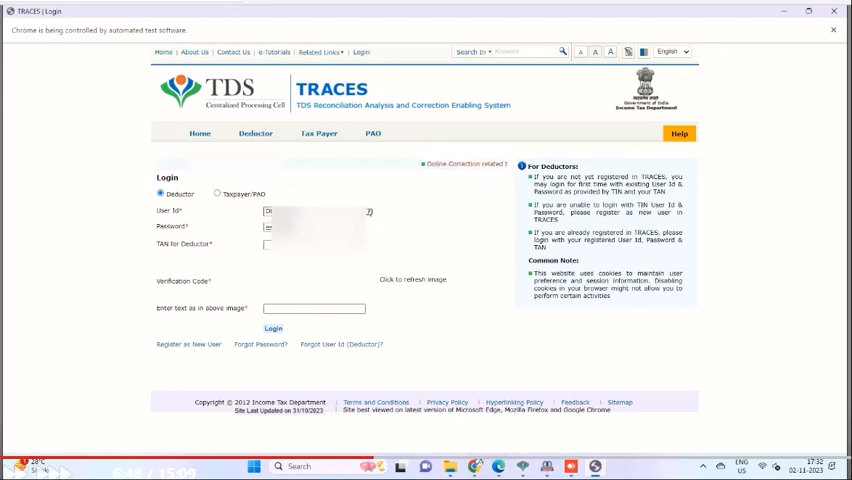 TRACES | Login
Chrome is being controlled by automated test software.
Home | About Us | Contact Us | e-Tutorials | Related Links | Login
Search In Keyword
A A A
English
TDS
Centralized Processing Cell
TRACES
TDS Reconciliation Analysis and Correction Enabling System
Government of India
Income Tax Department
Home Deductor Tax Payer PAO Help
Online Correction related t
Login
Deductor Taxpayer/PAO
User Id*
Password*
TAN for Deductor*
Verification Code*
Click to refresh image
Enter text as in above image*
Login
Register as New User Forgot Password? Forgot User Id (Deductor)?
For Deductors:
If you are not yet registered in TRACES, you
may login for first time with existing User Id &
Password as provided by TIN and your TAN
If you are unable to login with TIN User Id &
Password, please register as new user in
TRACES
If you are already registered in TRACES, please
login with your registered User Id, Password &
TAN
Common Note:
This website uses cookies to maintain user
preference and session information. Disabling
cookies in your browser might not allow you to
perform certain activities
Copyright © 2012 Income Tax Department | Terms and Conditions | Privacy Policy | Hyperlinking Policy | Feedback | Sitemap
Site Last Updated on 31/10/2023 | Site best viewed on latest version of Microsoft Edge, Mozilla Firefox and Google Chrome
28°C
6:48 / 15:09
Search
ENG
US
17:32
02-11-2023